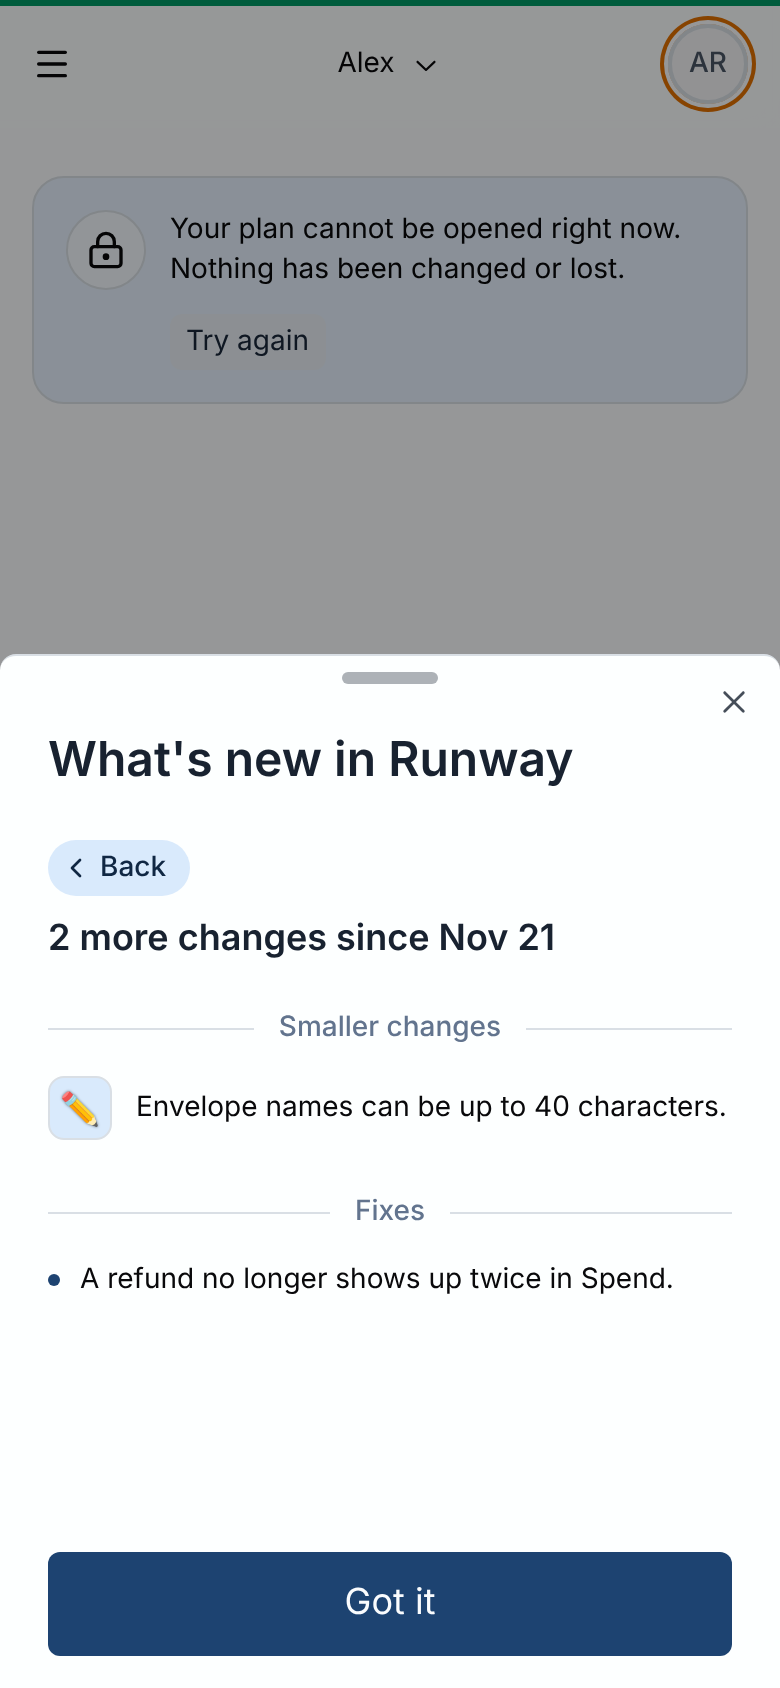 Alex
AR
Your plan cannot be opened right now.
Nothing has been changed or lost.
Try again
What's new in Runway
Back
2 more changes since Nov 21
Smaller changes
Envelope names can be up to 40 characters.
Fixes
A refund no longer shows up twice in Spend.
Got it